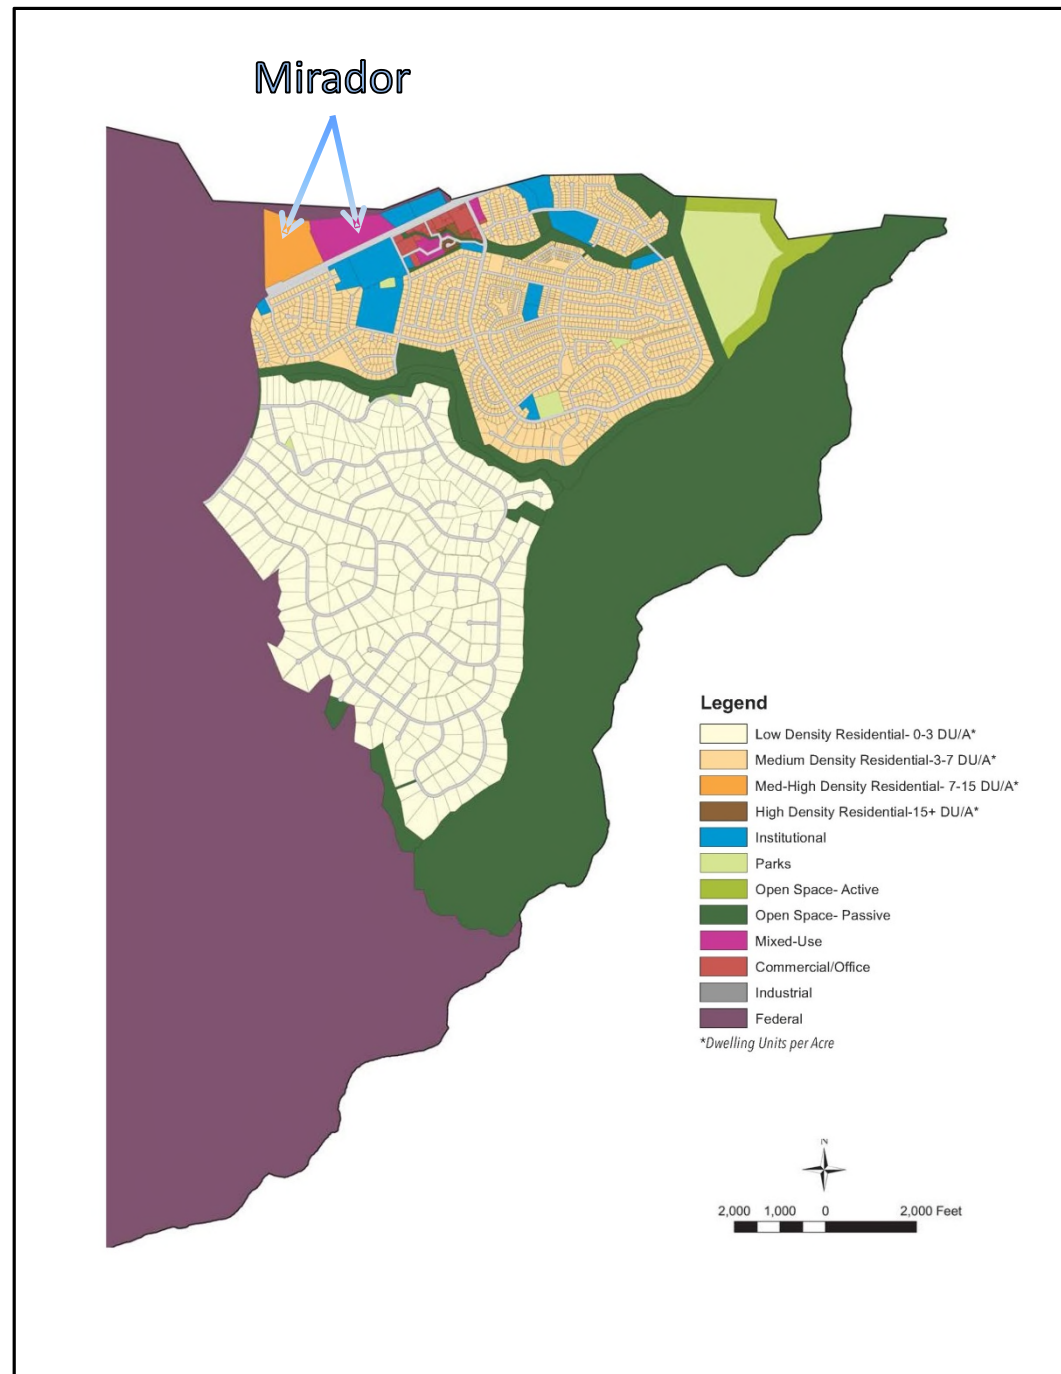 Mirador
Legend
Low Density Residential- 0-3 DU/A*
Medium Density Residential-3-7 DU/A*
Med-High Density Residential- 7-15 DU/A*
High Density Residential-15+ DU/A*
Institutional
Parks
Open Space- Active
Open Space- Passive
Mixed-Use
Commercial/Office
Industrial
Federal
*Dwelling Units per Acre
N
2,000 1,000 0 2,000 Feet